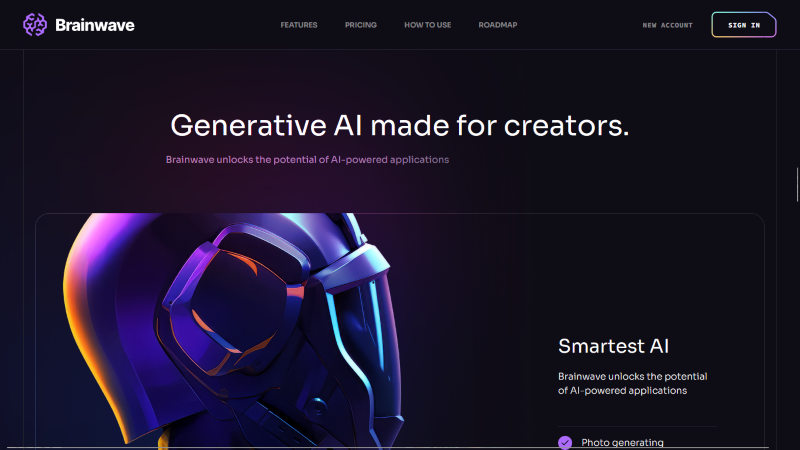 Brainwave
FEATURES
PRICING
HOW TO USE
ROADMAP
NEW ACCOUNT
SIGN IN
Generative AI made for creators.
Brainwave unlocks the potential of AI-powered applications
Smartest AI
Brainwave unlocks the potential
of AI-powered applications
Photo generating